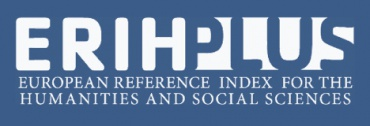 ERIHPLUS
EUROPEAN REFERENCE INDEX FOR THE
HUMANITIES AND SOCIAL SCIENCES